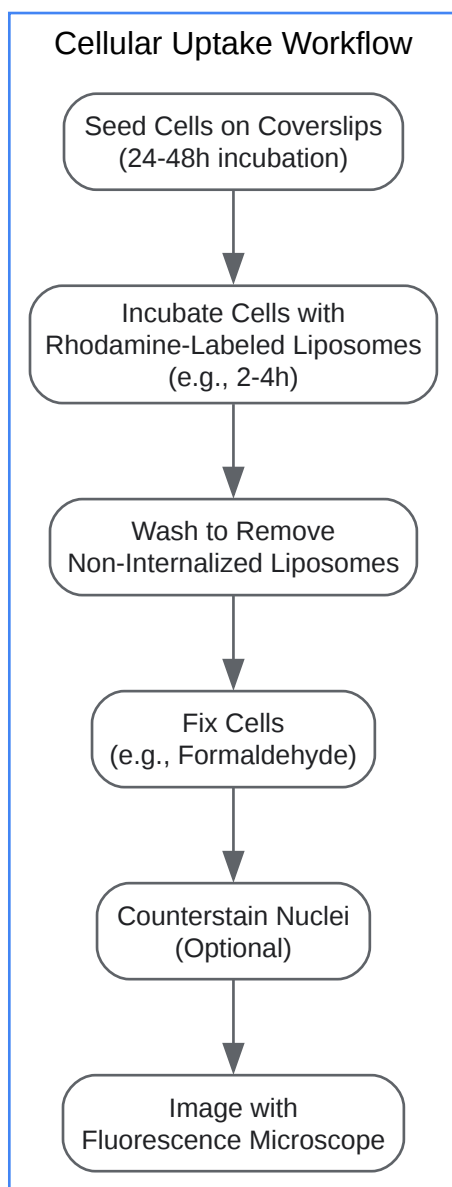 Cellular Uptake Workflow
Seed Cells on Coverslips
(24-48h incubation)
Incubate Cells with
Rhodamine-Labeled Liposomes
(e.g., 2-4h)
Wash to Remove
Non-Internalized Liposomes
Fix Cells
(e.g., Formaldehyde)
Counterstain Nuclei
(Optional)
Image with
Fluorescence Microscope